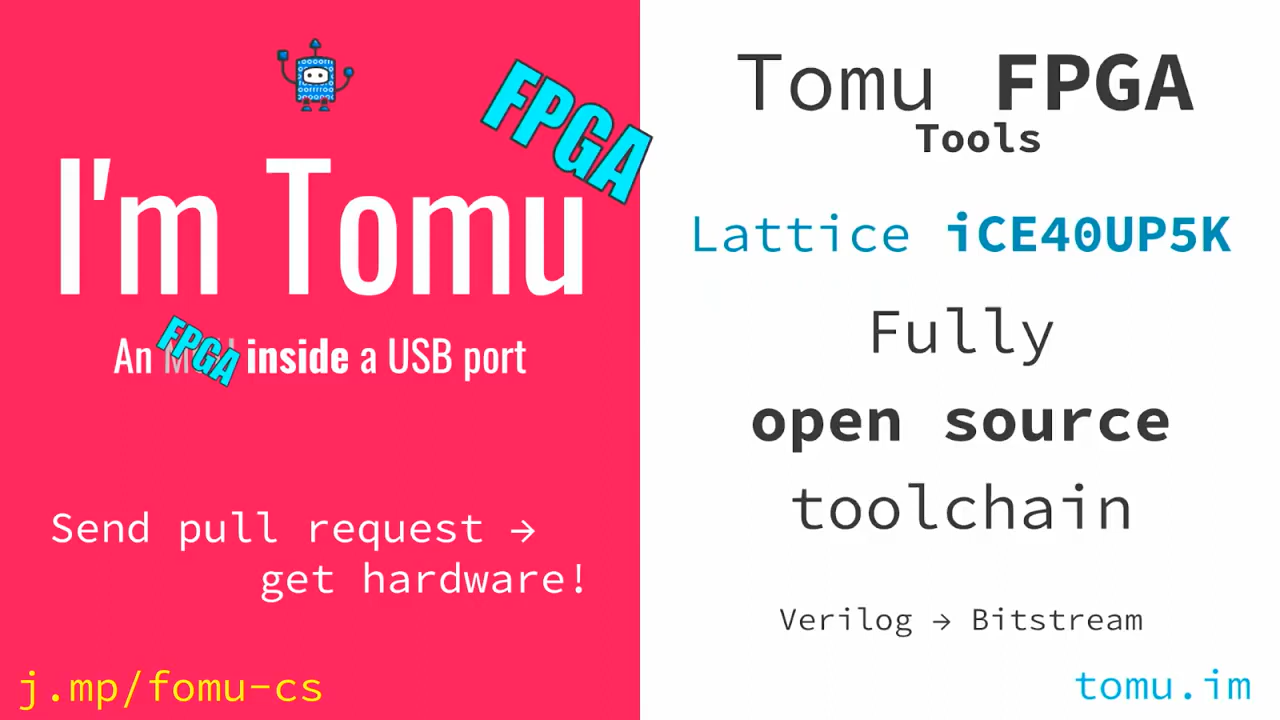 FPGA
I'm Tomu
An FPGA inside a USB port
Send pull request →
get hardware!
j.mp/fomu-cs
Tomu FPGA
Tools
Lattice iCE40UP5K
Fully
open source
toolchain
Verilog → Bitstream
tomu.im